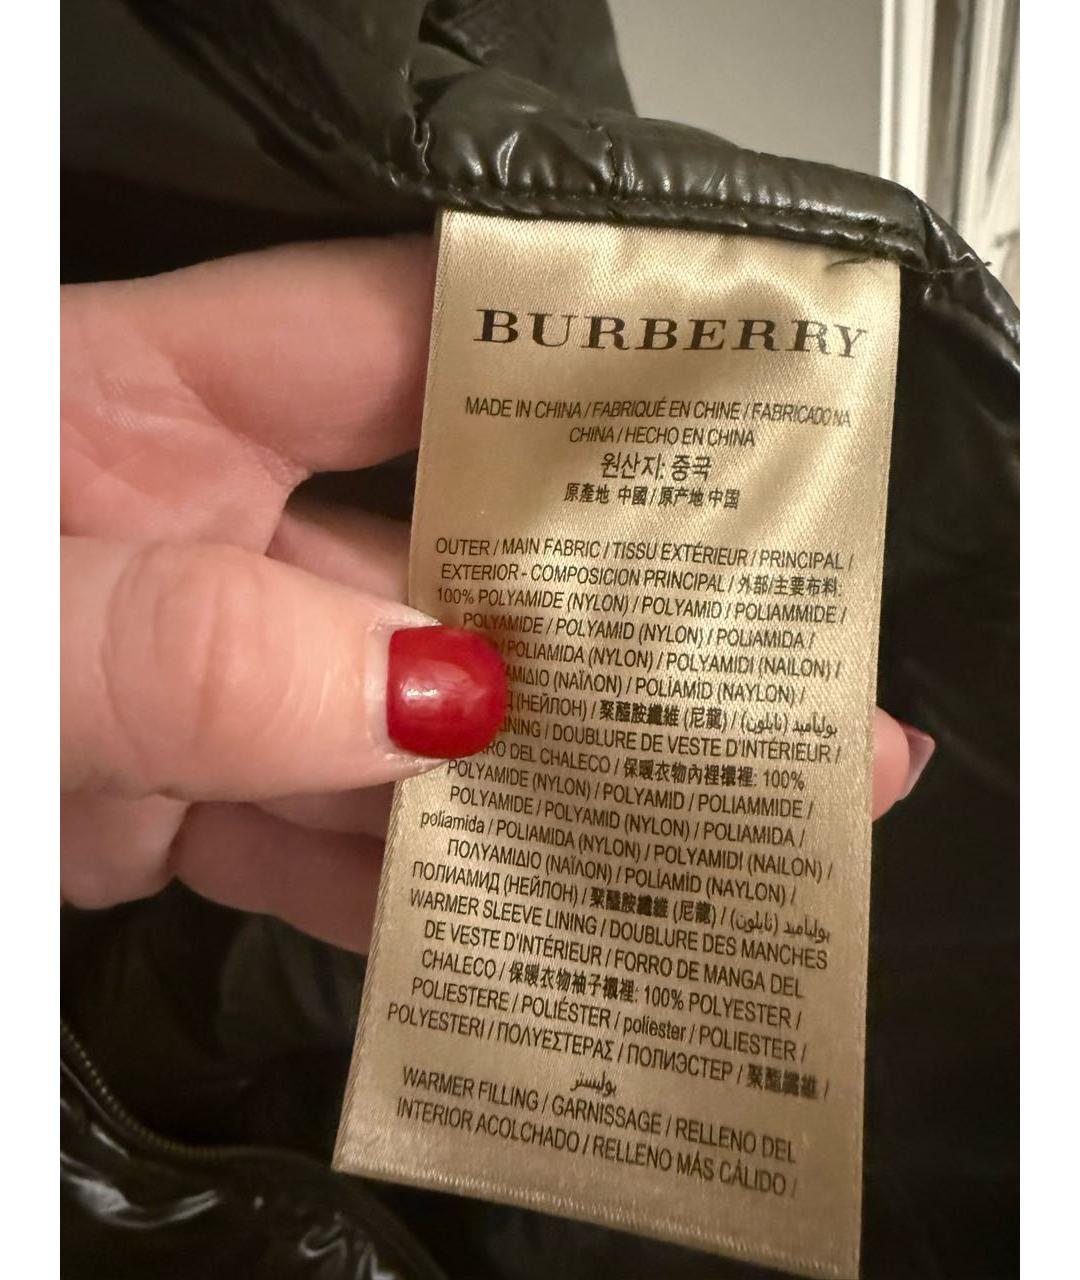 BURBERRY
MADE IN CHINA / FABRIQUÉ EN CHINE / FABRICADO NA
CHINA / HECHO EN CHINA
원산지: 중국
原產地 中國 / 原产地 中国
OUTER / MAIN FABRIC / TISSU EXTÉRIEUR / PRINCIPAL /
EXTERIOR - COMPOSICION PRINCIPAL / 外部/主要布料:
100% POLYAMIDE (NYLON) / POLYAMID / POLIAMMIDE /
POLYAMIDE / POLYAMID (NYLON) / POLIAMIDA /
/ POLIAMIDA (NYLON) / POLYAMIDI (NAILON) /
ΑΜΙΔΙΟ (ΝΑΪΛΟΝ) / POLÍAMID (NAYLON) /
Д (НЕЙЛОН) / 聚醯胺纖維 (尼龍) / بولياميد (نايلون) /
INING / DOUBLURE DE VESTE D'INTÉRIEUR /
RO DEL CHALECO / 保暖衣物內裡襯裡: 100%
POLYAMIDE (NYLON) / POLYAMID / POLIAMMIDE /
POLYAMIDE / POLYAMID (NYLON) / POLIAMIDA /
poliamida / POLIAMIDA (NYLON) / POLYAMIDI (NAILON) /
ΠΟΛΥΑΜΙΔΙΟ (ΝΑΪΛΟΝ) / POLÍAMID (NAYLON) /
ПОЛИАМИД (НЕЙЛОН) / 聚醯胺纖維 (尼龍) / بولياميد (نايلون)
WARMER SLEEVE LINING / DOUBLURE DES MANCHES
DE VESTE D'INTÉRIEUR / FORRO DE MANGA DEL
CHALECO / 保暖衣物袖子襯裡: 100% POLYESTER /
POLIESTERE / POLIÉSTER / poliéster / POLIESTER /
POLYESTERI / ΠΟΛΥΕΣΤΕΡΑΣ / ПОЛИЭСТЕР / 聚酯纖維 /
بوليستر
WARMER FILLING / GARNISSAGE / RELLENO DEL
INTERIOR ACOLCHADO / RELLENO MÁS CÁLIDO /